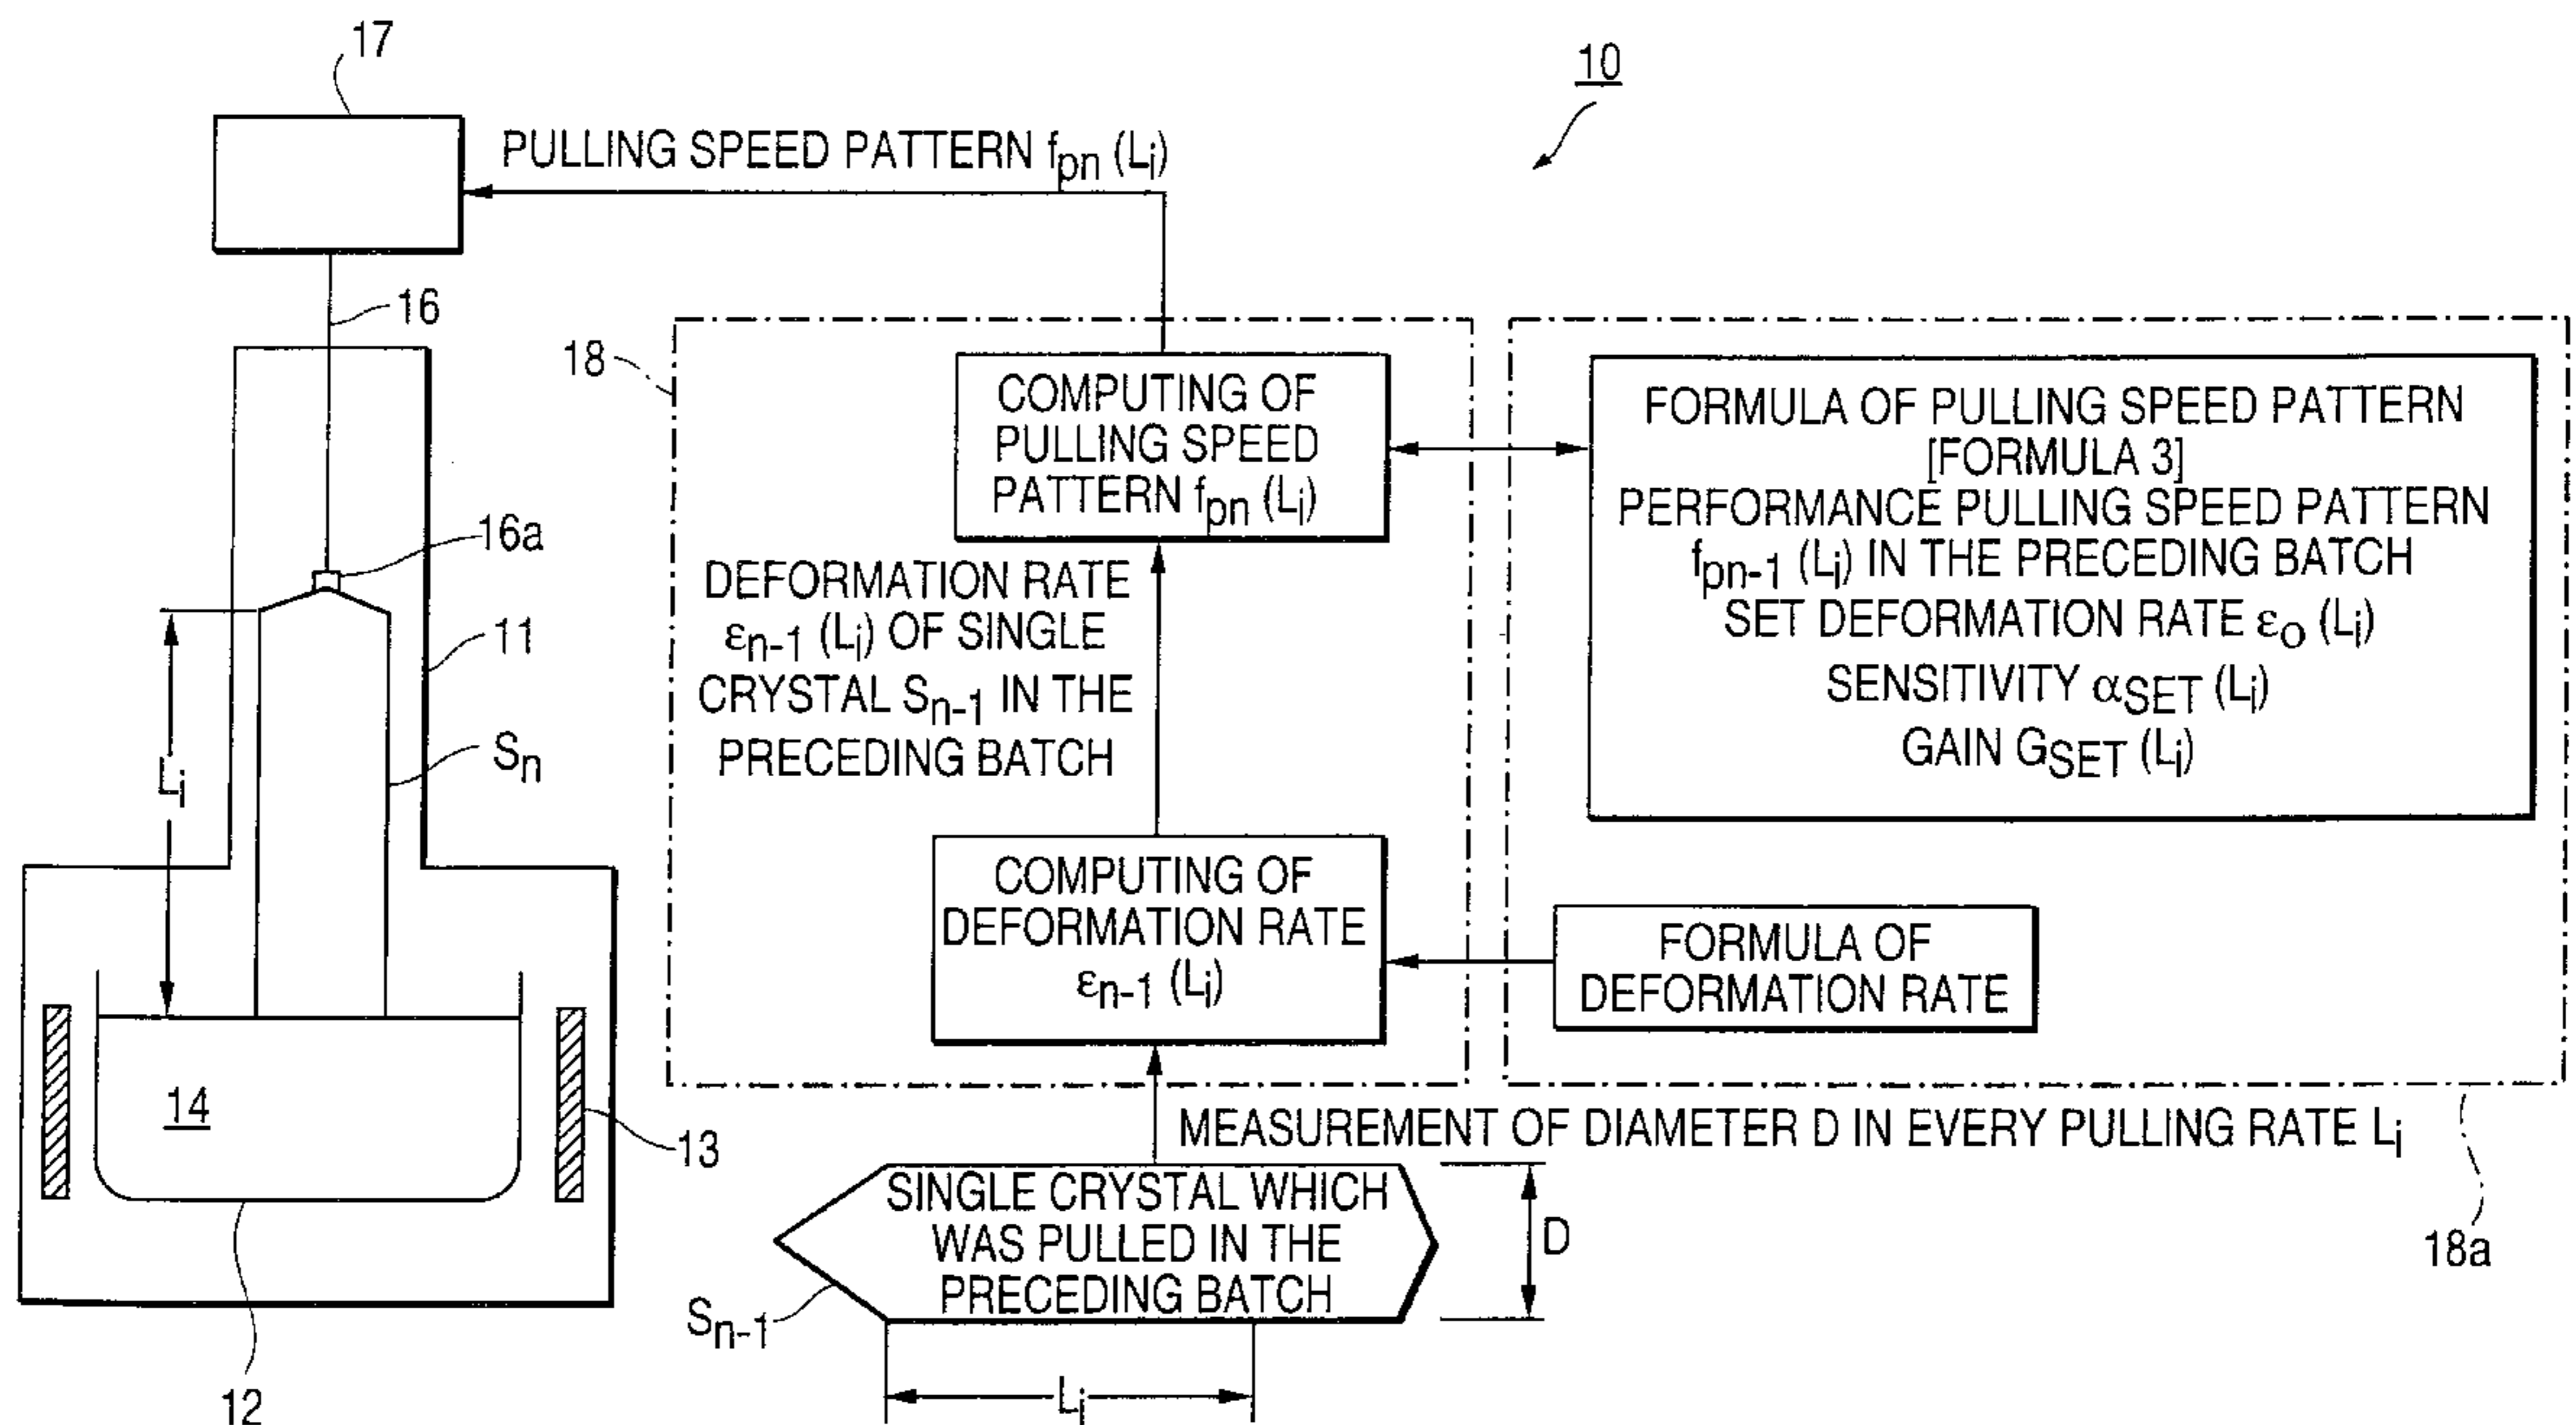 17
10
PULLING SPEED PATTERN fpn (Li)
16
18
COMPUTING OF
PULLING SPEED
PATTERN fpn (Li)
FORMULA OF PULLING SPEED PATTERN
[FORMULA 3]
PERFORMANCE PULLING SPEED PATTERN
fpn-1 (Li) IN THE PRECEDING BATCH
SET DEFORMATION RATE εo (Li)
SENSITIVITY αSET (Li)
GAIN GSET (Li)
16a
DEFORMATION RATE
εn-1 (Li) OF SINGLE
CRYSTAL Sn-1 IN THE
PRECEDING BATCH
11
Sn
Li
COMPUTING OF
DEFORMATION RATE
εn-1 (Li)
FORMULA OF
DEFORMATION RATE
14
13
MEASUREMENT OF DIAMETER D IN EVERY PULLING RATE Li
SINGLE CRYSTAL WHICH
WAS PULLED IN THE
PRECEDING BATCH
D
18a
Sn-1
Li
12